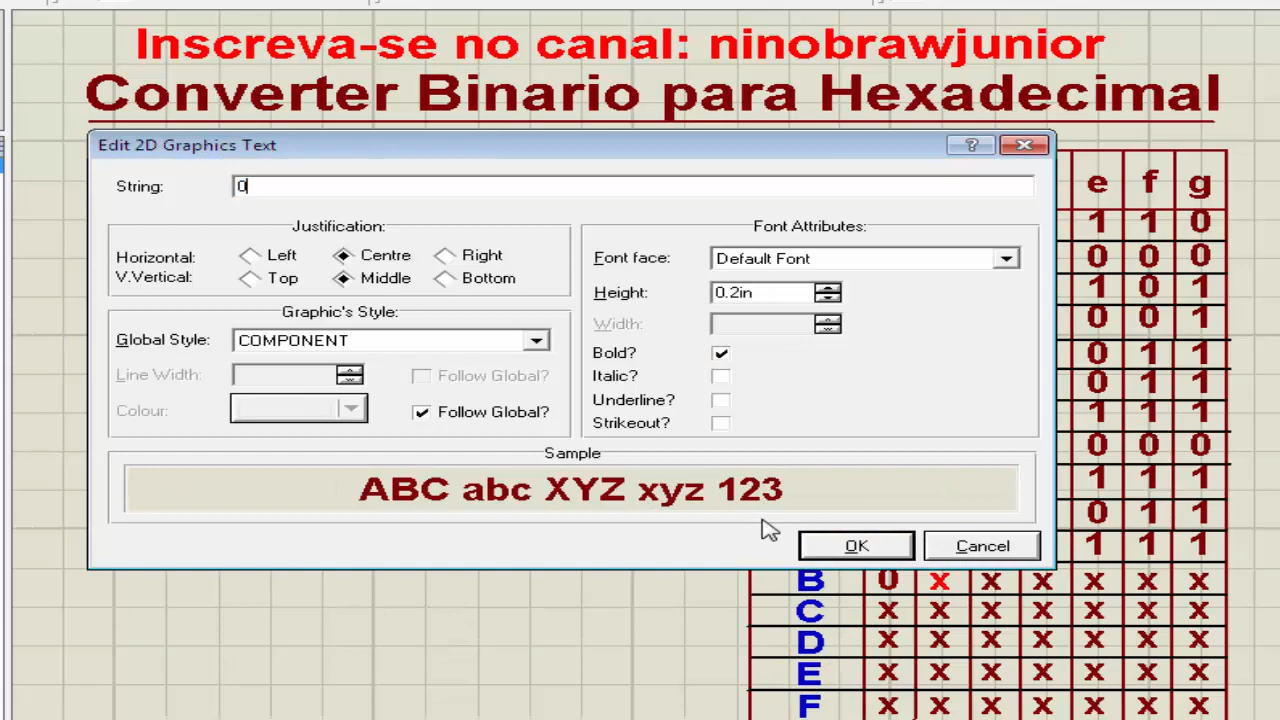 Inscreva-se no canal: ninobrawjunior
Converter Binario para Hexadecimal
Edit 2D Graphics Text
?
String: 0
Justification:
Horizontal: Left Centre Right
V.Vertical: Top Middle Bottom
Graphic's Style:
Global Style: COMPONENT
Line Width: Follow Global?
Colour: Follow Global?
Font Attributes:
Font face: Default Font
Height: 0.2in
Width:
Bold?
Italic?
Underline?
Strikeout?
Sample
ABC abc XYZ xyz 123
OK Cancel
e f g
1 1 0
0 0 0
1 0 1
0 0 1
0 1 1
0 1 1
1 1 1
0 0 0
1 1 1
0 1 1
1 1 1
B 0 x x x x x x
C x x x x x x x
D x x x x x x x
E x x x x x x x
F x x x x x x x